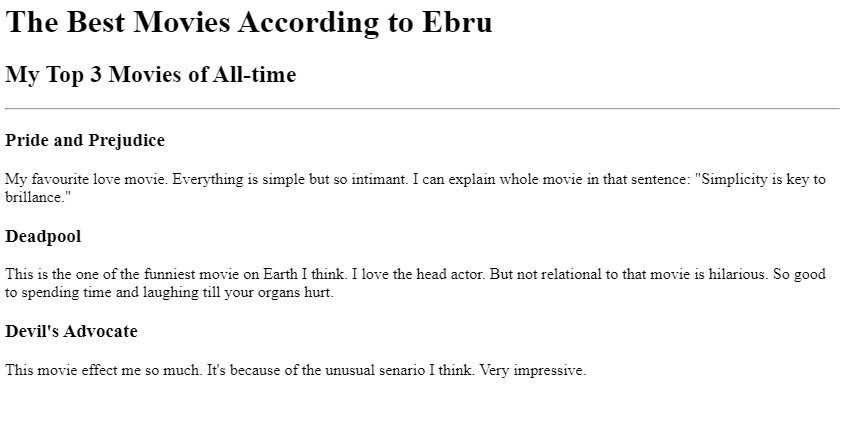 The Best Movies According to Ebru
My Top 3 Movies of All-time
Pride and Prejudice
My favourite love movie. Everything is simple but so intimant. I can explain whole movie in that sentence: "Simplicity is key to
brillance."
Deadpool
This is the one of the funniest movie on Earth I think. I love the head actor. But not relational to that movie is hilarious. So good
to spending time and laughing till your organs hurt.
Devil's Advocate
This movie effect me so much. It's because of the unusual senario I think. Very impressive.